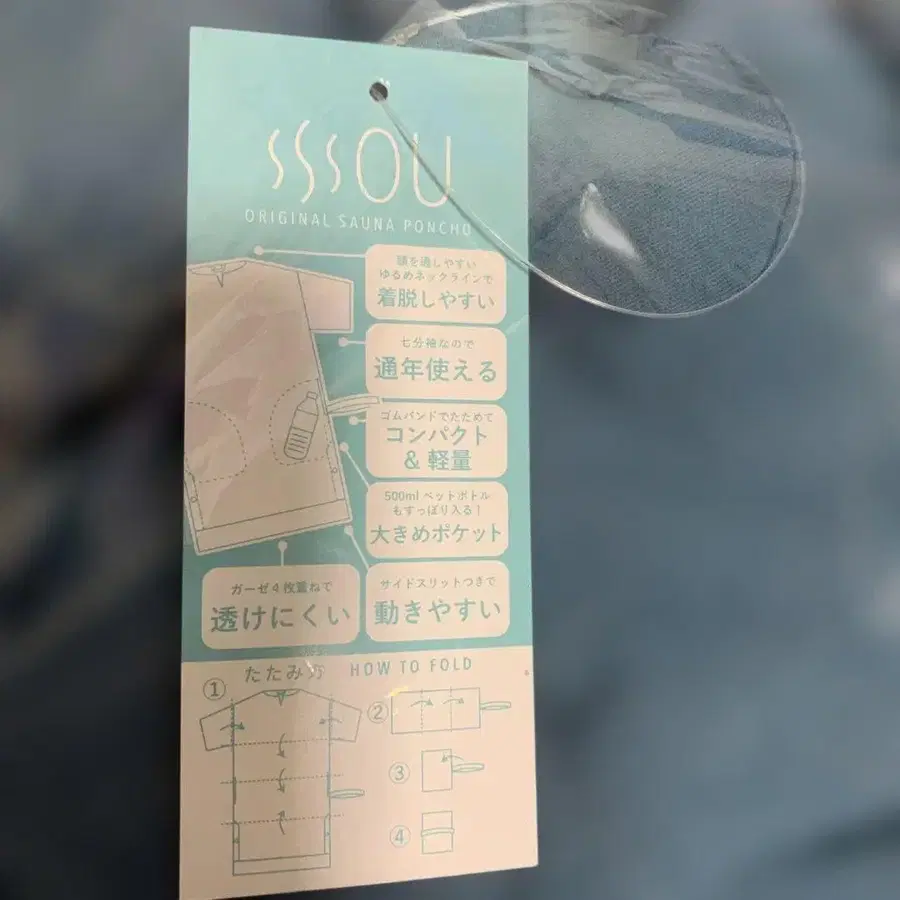 SSSOU
ORIGINAL SAUNA PONCHO
頭を通しやすい
ゆるめネックラインで
着脱しやすい
七分袖なので
通年使える
ゴムバンドでたためて
コンパクト
& 軽量
500ml ペットボトル
もすっぽり入る！
大きめポケット
ガーゼ4枚重ねで
透けにくい
サイドスリットつきで
動きやすい
たたみ方 HOW TO FOLD
①
②
③
④